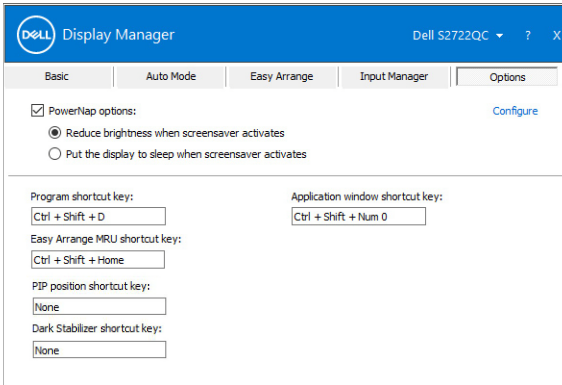 DELL Display Manager Dell S2722QC ? X
Basic Auto Mode Easy Arrange Input Manager Options
PowerNap options: Configure
Reduce brightness when screensaver activates
Put the display to sleep when screensaver activates
Program shortcut key: Application window shortcut key:
Ctrl + Shift + D Ctrl + Shift + Num 0
Easy Arrange MRU shortcut key:
Ctrl + Shift + Home
PIP position shortcut key:
None
Dark Stabilizer shortcut key:
None